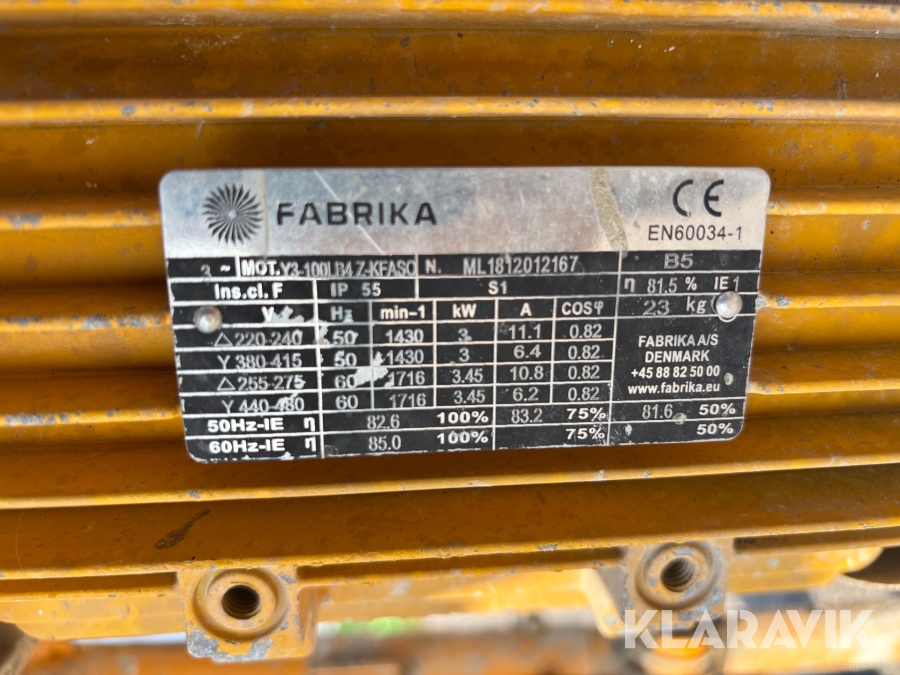 FABRIKA
CE
EN60034-1
3 ~ MOT. Y3-100LB4 Z-KFASO N. ML1812012167 B5
Ins.cl. F IP 55 S1 η 81.5 % IE1
V Hz min-1 kW A COSφ 23 kg
△ 220-240 50 1430 3 11.1 0.82
Y 380-415 50 1430 3 6.4 0.82
△ 255-275 60 1716 3.45 10.8 0.82
Y 440-480 60 1716 3.45 6.2 0.82
FABRIKA A/S
DENMARK
+45 88 82 50 00
www.fabrika.eu
50Hz-IE η 82.6 100% 83.2 75% 81.6 50%
60Hz-IE η 85.0 100% 75% 50%
KLARAVIK